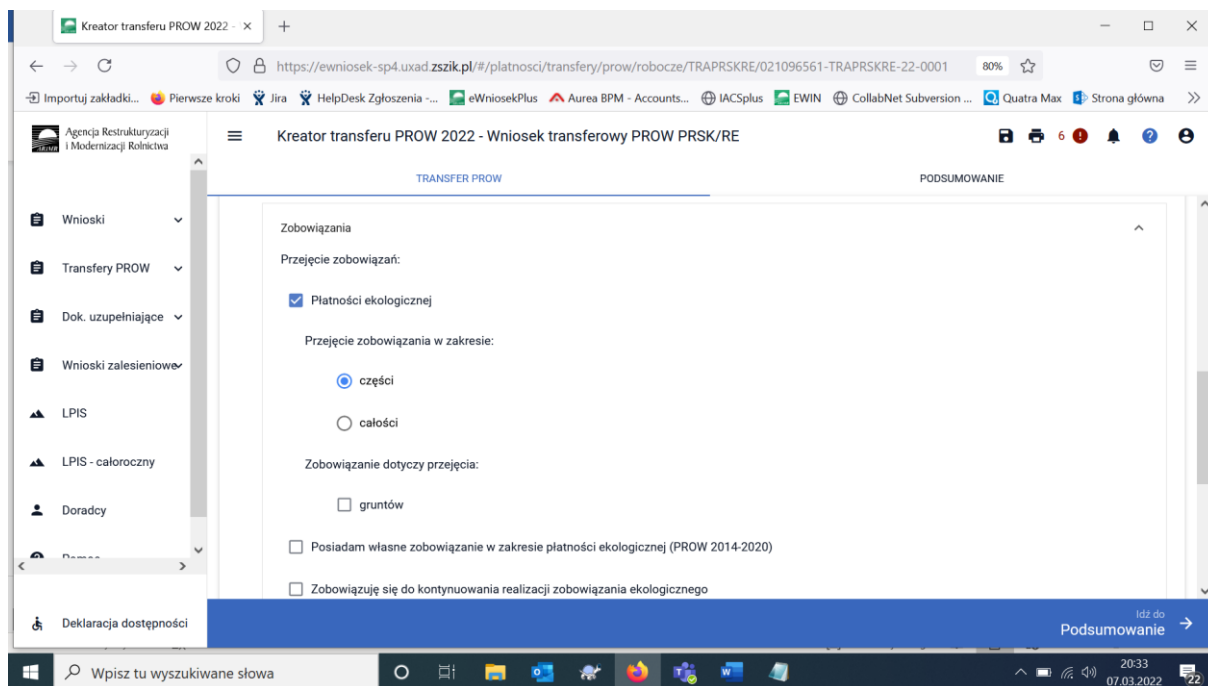 Kreator transferu PROW 2022 -
https://ewniosek-sp4.uxad.zszik.pl/#/platnosci/transfery/prow/robocze/TRAPRSKRE/021096561-TRAPRSKRE-22-0001 80%
Importuj zakładki... Pierwsze kroki Jira HelpDesk Zgłoszenia -... eWniosekPlus Aurea BPM - Accounts... IACSplus EWIN CollabNet Subversion ... Quatra Max Strona główna
Agencja Restrukturyzacji
i Modernizacji Rolnictwa
Kreator transferu PROW 2022 - Wniosek transferowy PROW PRSK/RE 6
TRANSFER PROW PODSUMOWANIE
Wnioski
Transfery PROW
Dok. uzupełniające
Wnioski zalesieniowe
LPIS
LPIS - całoroczny
Doradcy
Pomoc
Deklaracja dostępności
Zobowiązania
Przejęcie zobowiązań:
Płatności ekologicznej
Przejęcie zobowiązania w zakresie:
części
całości
Zobowiązanie dotyczy przejęcia:
gruntów
Posiadam własne zobowiązanie w zakresie płatności ekologicznej (PROW 2014-2020)
Zobowiązuję się do kontynuowania realizacji zobowiązania ekologicznego
Idź do
Podsumowanie
Wpisz tu wyszukiwane słowa
20:33
07.03.2022
22